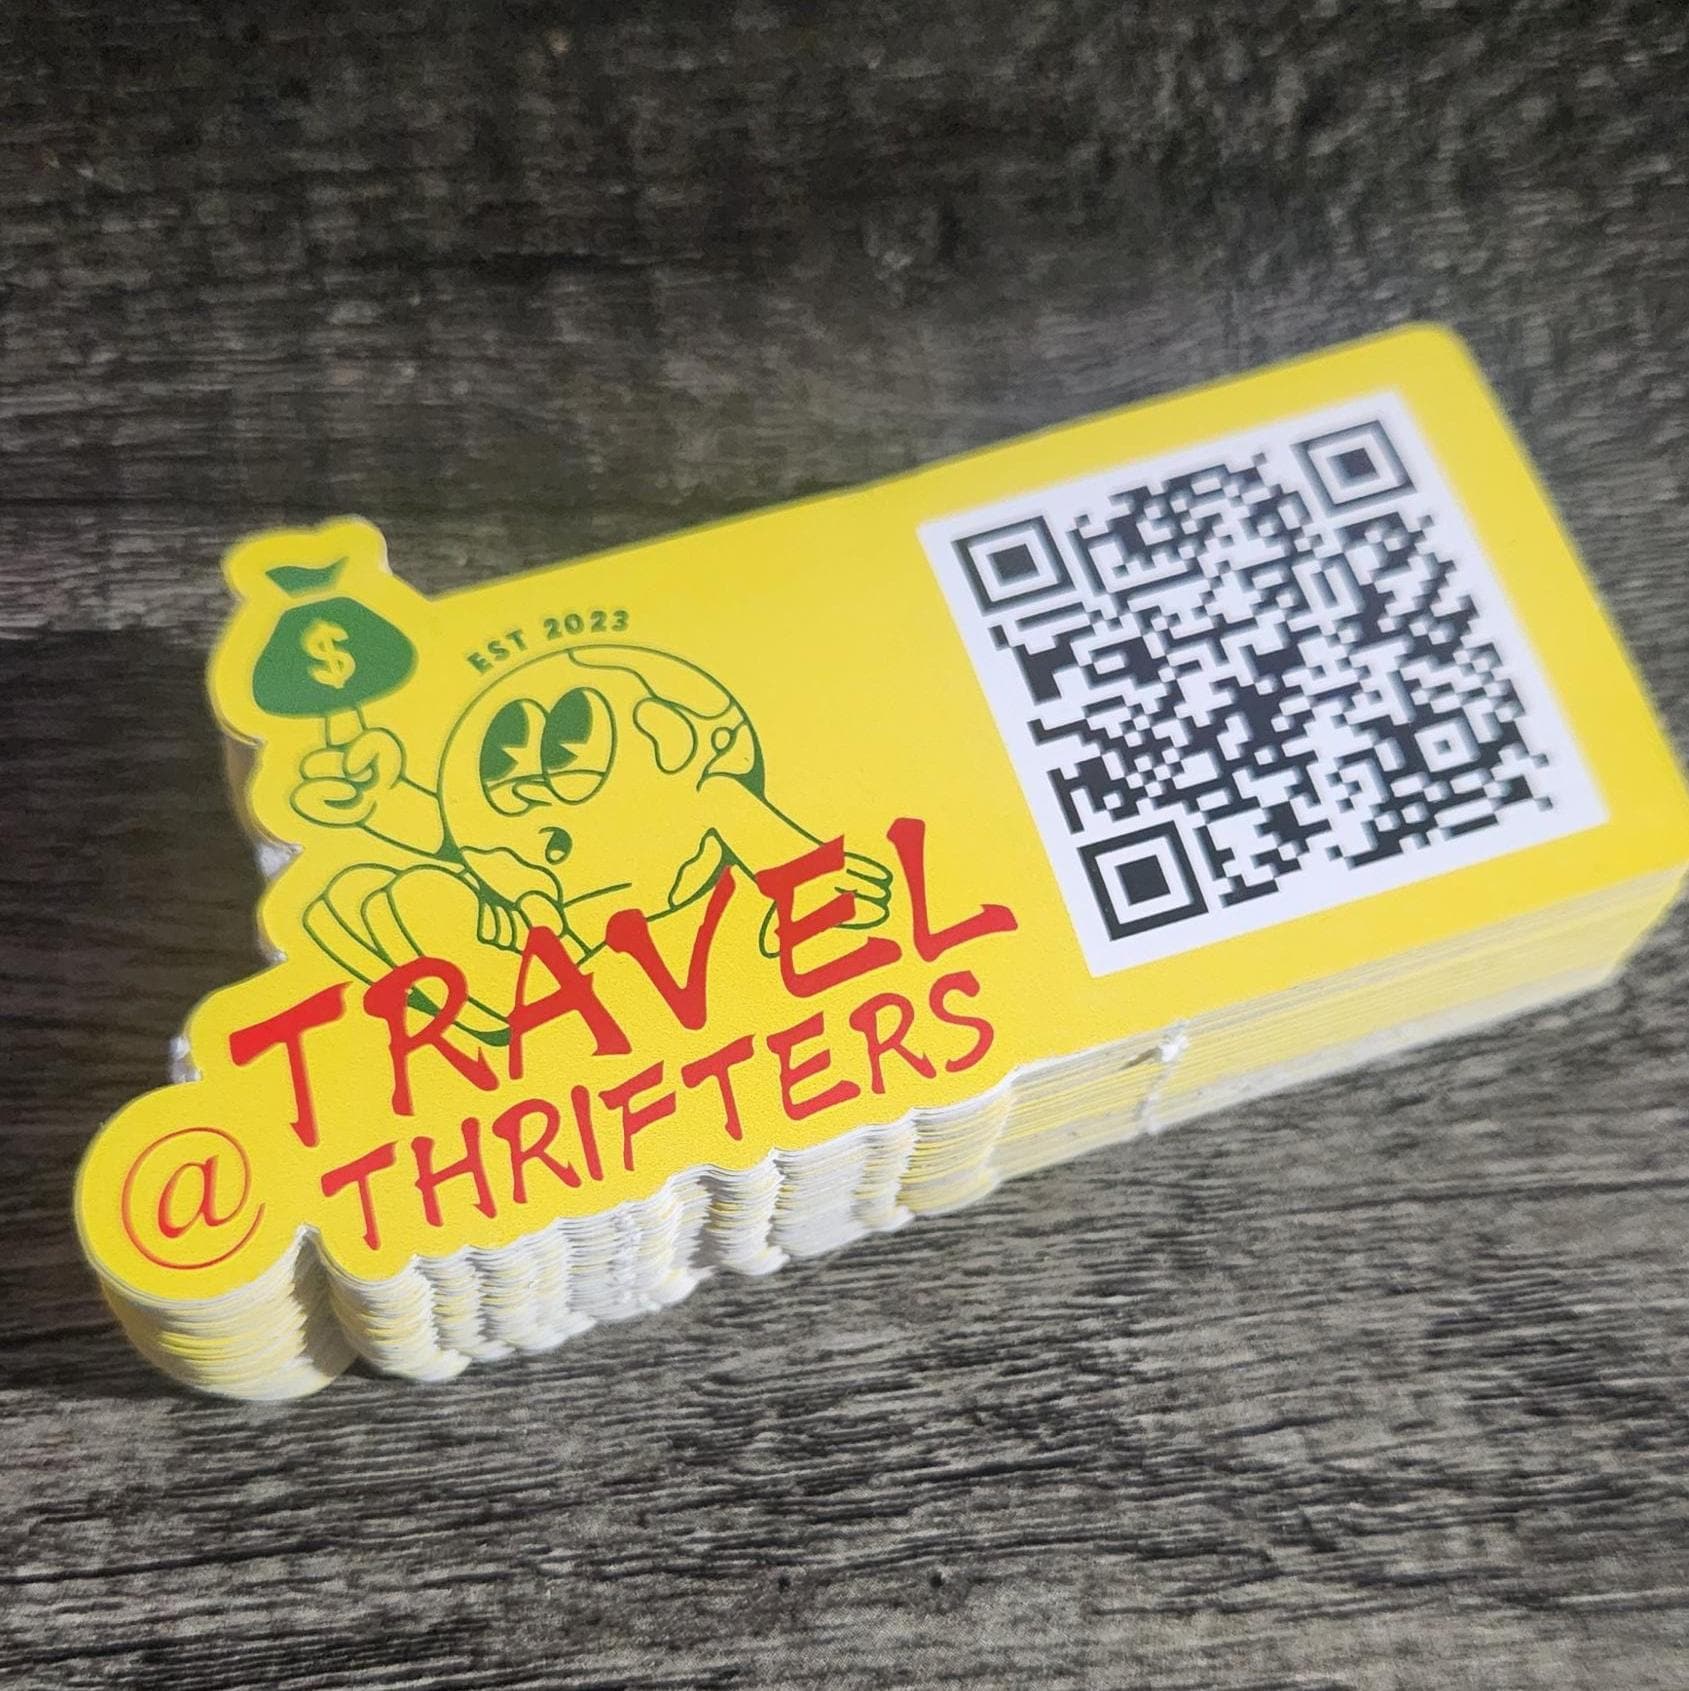 $
EST 2023
TRAVEL
@ THRIFTERS